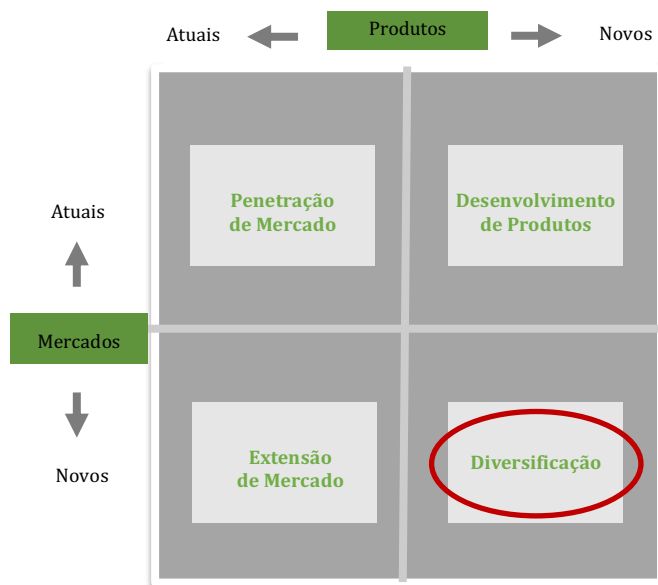 Produtos
Atuais
Novos
Penetração
de Mercado
Desenvolvimento
de Produtos
Atuais
Mercados
Extensão
de Mercado
Diversificação
Novos